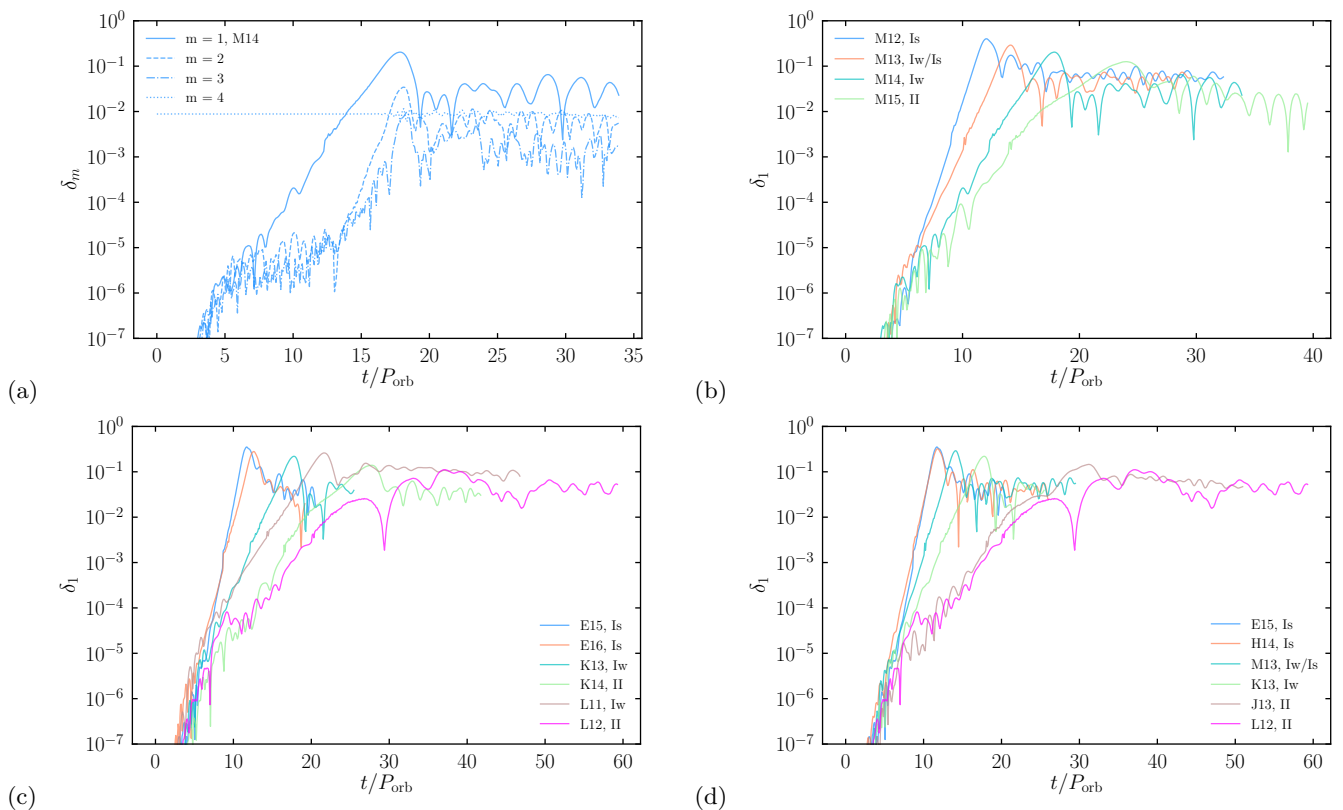 10^0
10^-1
10^-2
10^-3
10^-4
10^-5
10^-6
10^-7
δ_m
m = 1, M14
m = 2
m = 3
m = 4
0 5 10 15 20 25 30 35
t/P_orb
(a)
10^0
10^-1
10^-2
10^-3
10^-4
10^-5
10^-6
10^-7
δ_1
M12, Is
M13, Iw/Is
M14, Iw
M15, II
0 10 20 30 40
t/P_orb
(b)
10^0
10^-1
10^-2
10^-3
10^-4
10^-5
10^-6
10^-7
δ_1
E15, Is
E16, Is
K13, Iw
K14, II
L11, Iw
L12, II
0 10 20 30 40 50 60
t/P_orb
(c)
10^0
10^-1
10^-2
10^-3
10^-4
10^-5
10^-6
10^-7
δ_1
E15, Is
H14, Is
M13, Iw/Is
K13, Iw
J13, II
L12, II
0 10 20 30 40 50 60
t/P_orb
(d)